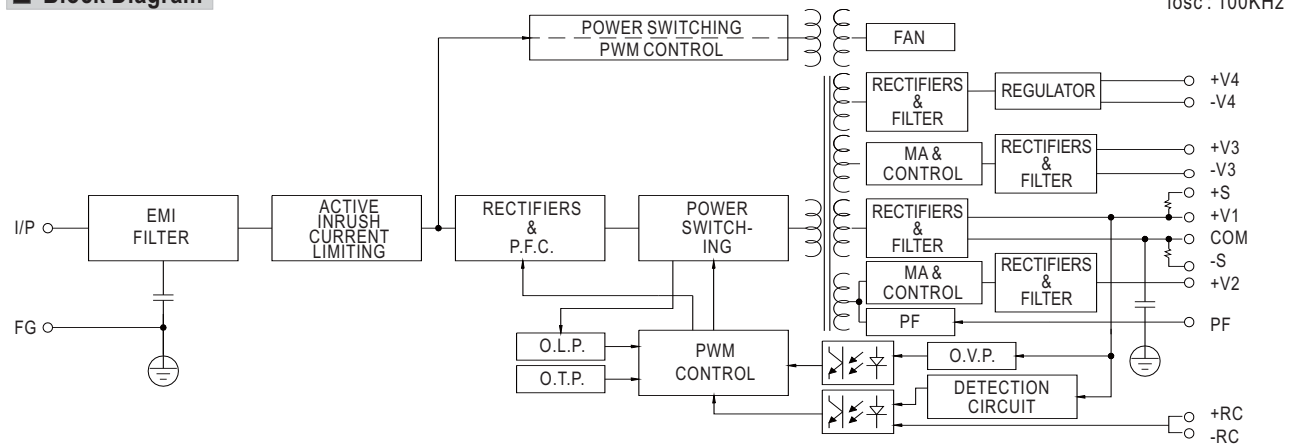 Block Diagram
fosc : 100KHz
POWER SWITCHING
PWM CONTROL
FAN
RECTIFIERS
&
FILTER
REGULATOR
+V4
-V4
MA &
CONTROL
RECTIFIERS
&
FILTER
+V3
-V3
I/P
EMI
FILTER
ACTIVE
INRUSH
CURRENT
LIMITING
RECTIFIERS
&
P.F.C.
POWER
SWITCH-
ING
RECTIFIERS
&
FILTER
+S
+V1
COM
-S
MA &
CONTROL
RECTIFIERS
&
FILTER
+V2
PF
PF
FG
O.L.P.
O.T.P.
PWM
CONTROL
O.V.P.
DETECTION
CIRCUIT
+RC
-RC